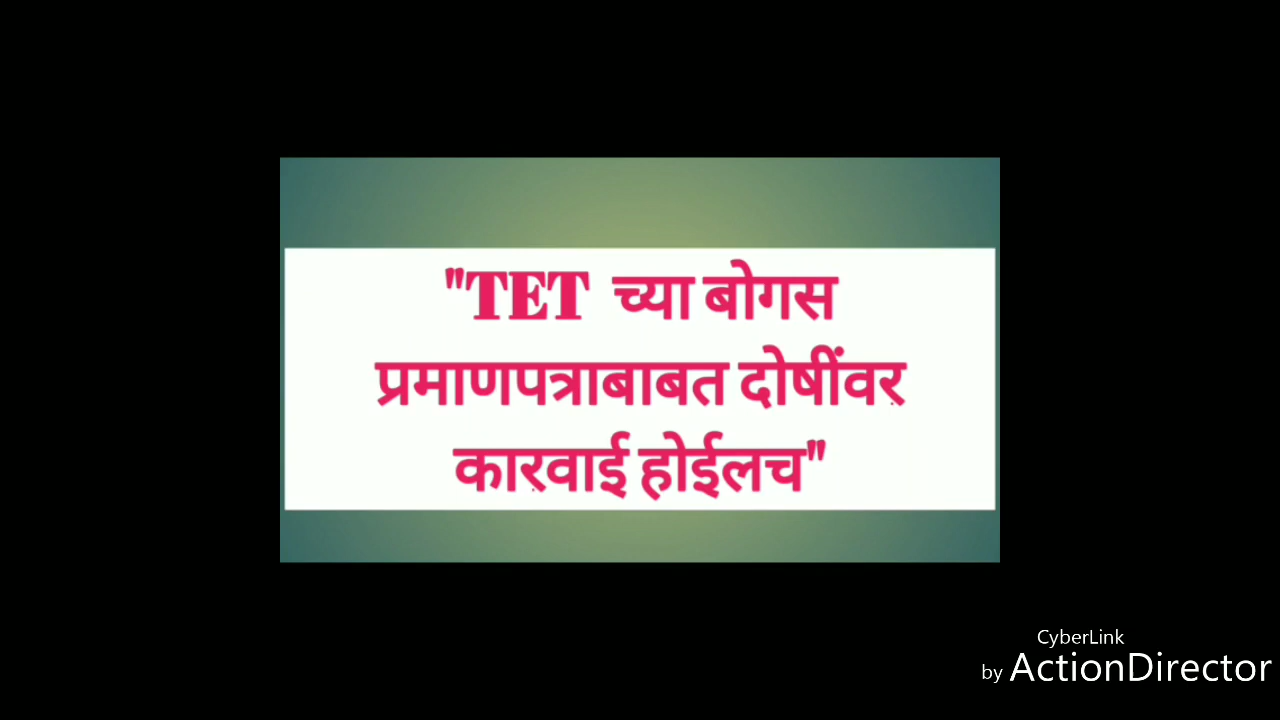 "TET च्या बोगस
प्रमाणपत्राबाबत दोषींवर
कारवाई होईलच"
CyberLink
by ActionDirector